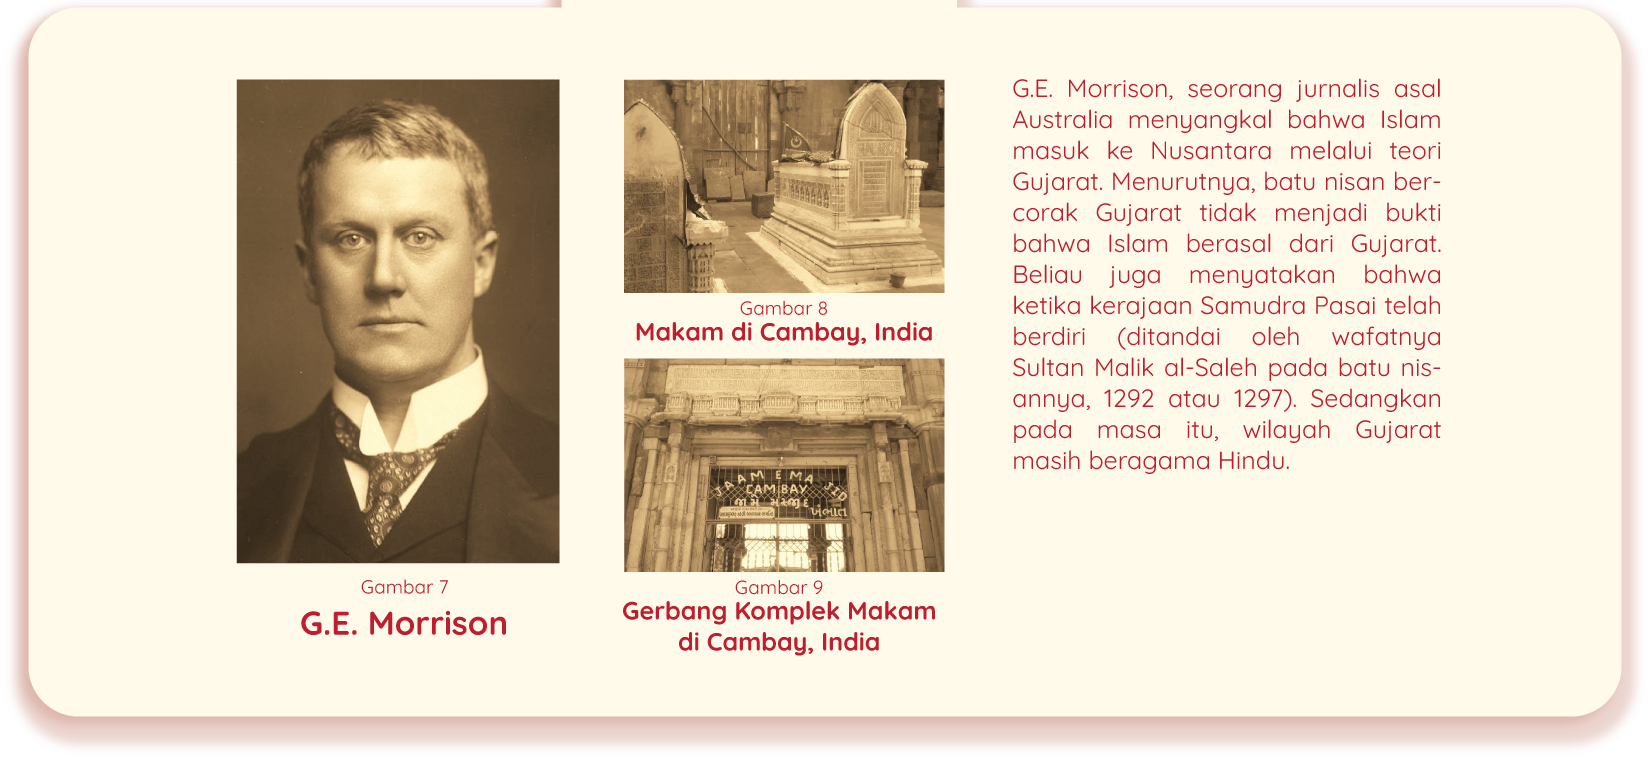 Gambar 7
G.E. Morrison
Gambar 8
Makam di Cambay, India
JAAMEMA JID
CAMBAY
Gambar 9
Gerbang Komplek Makam
di Cambay, India
G.E. Morrison, seorang jurnalis asal
Australia menyangkal bahwa Islam
masuk ke Nusantara melalui teori
Gujarat. Menurutnya, batu nisan ber-
corak Gujarat tidak menjadi bukti
bahwa Islam berasal dari Gujarat.
Beliau juga menyatakan bahwa
ketika kerajaan Samudra Pasai telah
berdiri (ditandai oleh wafatnya
Sultan Malik al-Saleh pada batu nis-
annya, 1292 atau 1297). Sedangkan
pada masa itu, wilayah Gujarat
masih beragama Hindu.